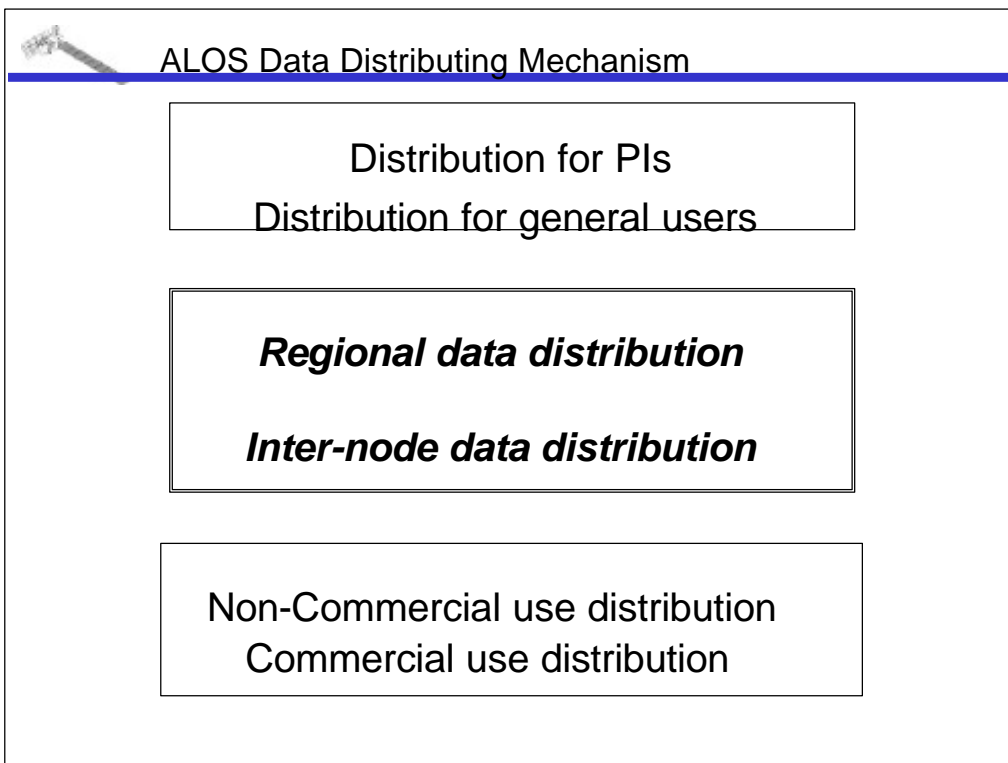 ALOS Data Distributing Mechanism
Distribution for PIs
Distribution for general users
Regional data distribution
Inter-node data distribution
Non-Commercial use distribution
Commercial use distribution